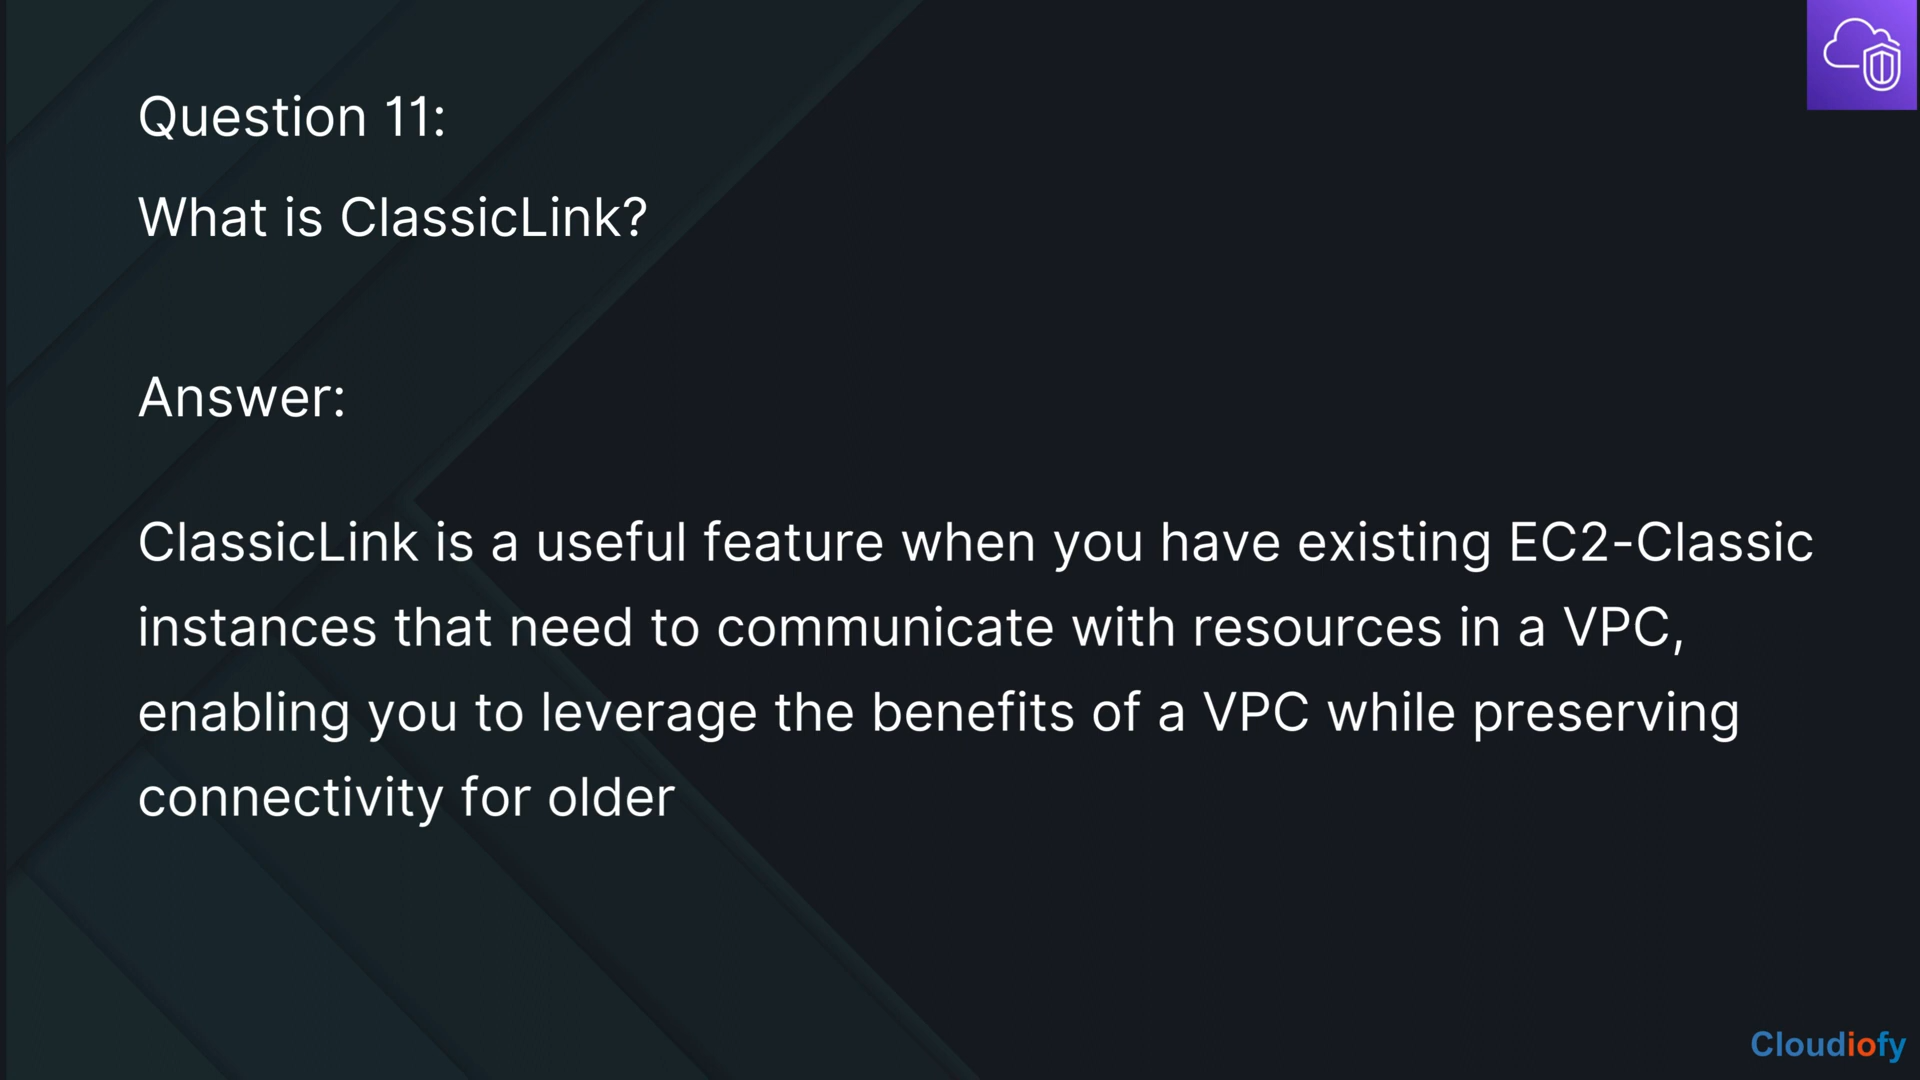 Question 11:
What is ClassicLink?
Answer:
ClassicLink is a useful feature when you have existing EC2-Classic
instances that need to communicate with resources in a VPC,
enabling you to leverage the benefits of a VPC while preserving
connectivity for older
Cloudiofy